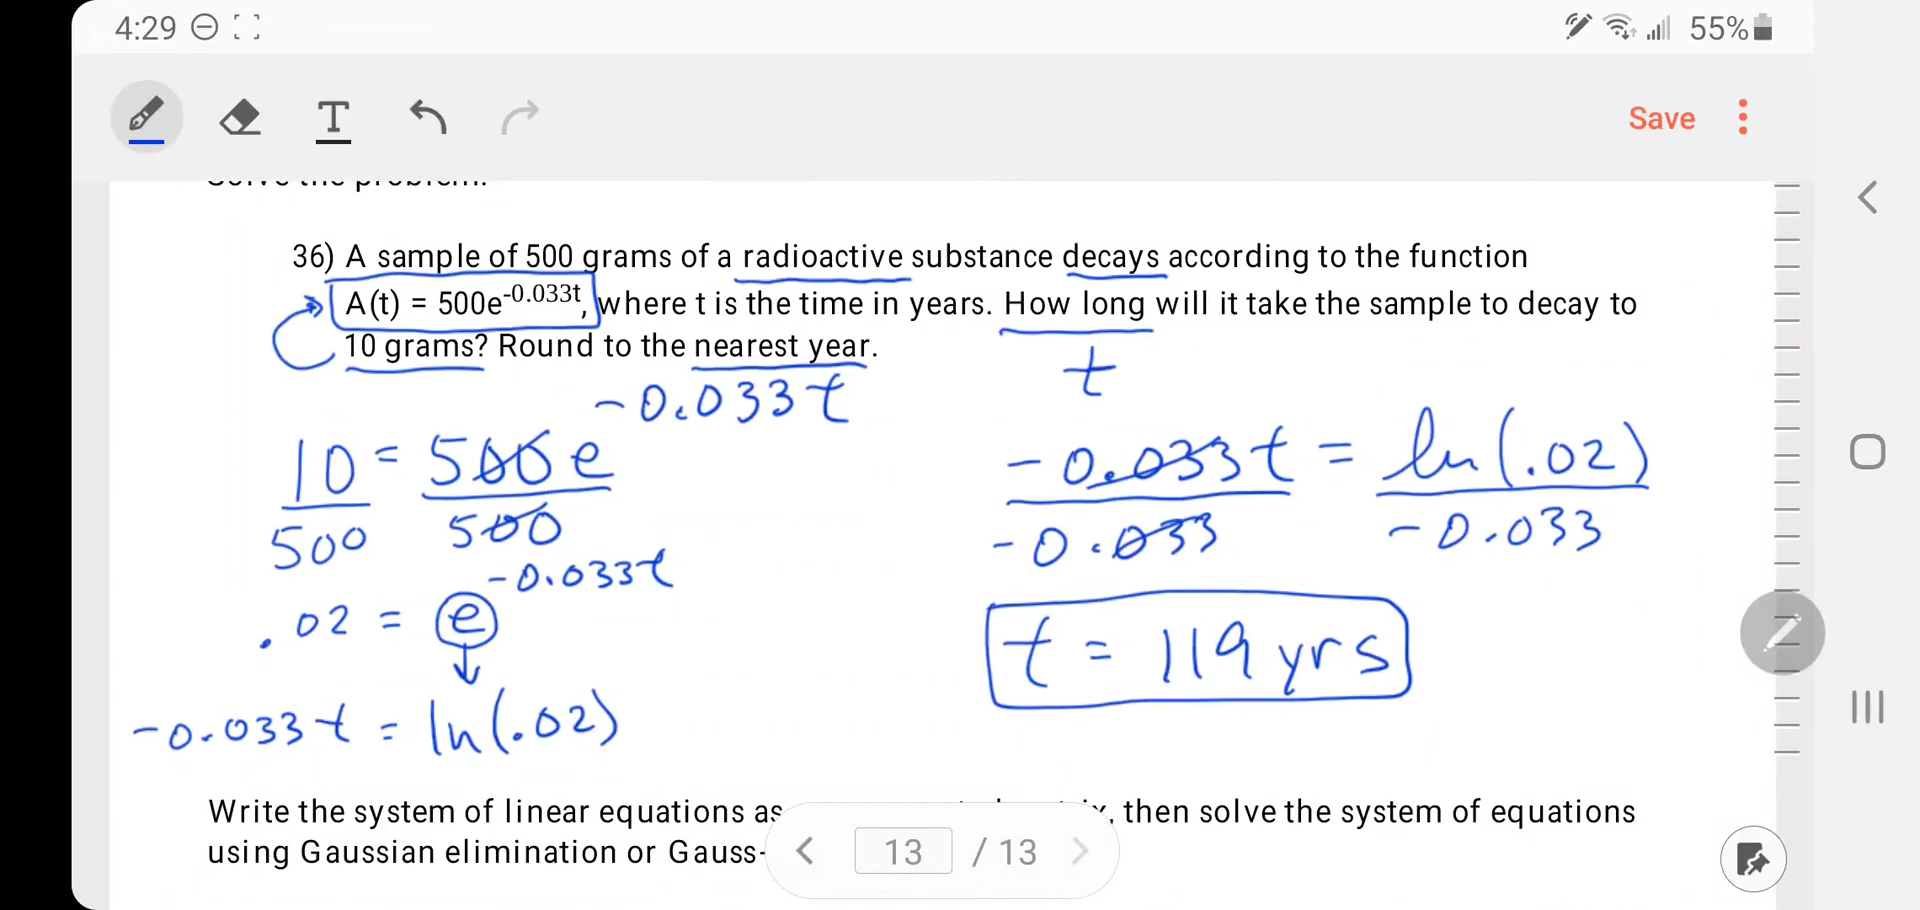 4:29 55%
T Save
Solve the problem.
36) A sample of 500 grams of a radioactive substance decays according to the function
A(t) = 500e^-0.033t, where t is the time in years. How long will it take the sample to decay to
10 grams? Round to the nearest year.
t
10 = 500e^-0.033t
500 500
.02 = e^-0.033t
-0.033t = ln(.02)
-0.033t = ln(.02)
-0.033 -0.033
t = 119 yrs
Write the system of linear equations as , then solve the system of equations
using Gaussian elimination or Gauss-
13 / 13